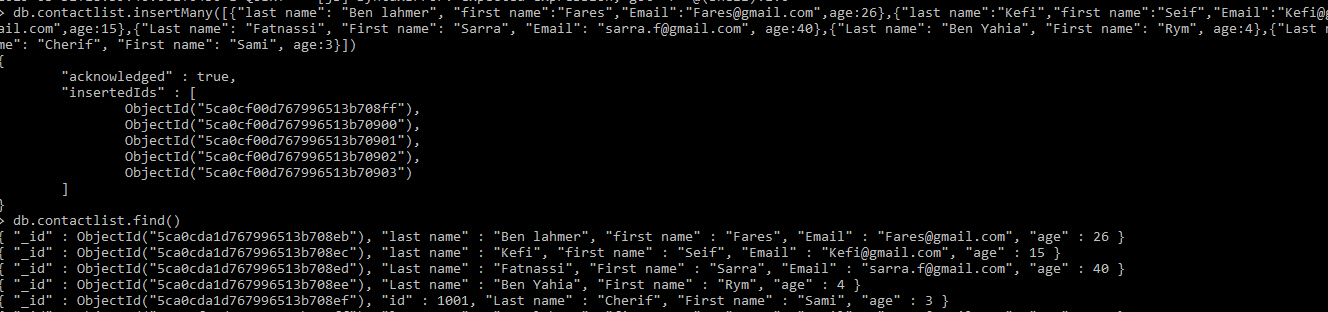 > db.contactlist.insertMany([{"last name": "Ben lahmer", "first name":"Fares","Email":"Fares@gmail.com",age:26},{"last name":"Kefi","first name":"Seif","Email":"Kefi@g
ail.com",age:15},{"Last name": "Fatnassi", "First name": "Sarra", "Email": "sarra.f@gmail.com", age:40},{"Last name": "Ben Yahia", "First name": "Rym", age:4},{"Last n
me": "Cherif", "First name": "Sami", age:3}])
{
"acknowledged" : true,
"insertedIds" : [
ObjectId("5ca0cf00d767996513b708ff"),
ObjectId("5ca0cf00d767996513b70900"),
ObjectId("5ca0cf00d767996513b70901"),
ObjectId("5ca0cf00d767996513b70902"),
ObjectId("5ca0cf00d767996513b70903")
]
}
> db.contactlist.find()
{ "_id" : ObjectId("5ca0cda1d767996513b708eb"), "last name" : "Ben lahmer", "first name" : "Fares", "Email" : "Fares@gmail.com", "age" : 26 }
{ "_id" : ObjectId("5ca0cda1d767996513b708ec"), "last name" : "Kefi", "first name" : "Seif", "Email" : "Kefi@gmail.com", "age" : 15 }
{ "_id" : ObjectId("5ca0cda1d767996513b708ed"), "Last name" : "Fatnassi", "First name" : "Sarra", "Email" : "sarra.f@gmail.com", "age" : 40 }
{ "_id" : ObjectId("5ca0cda1d767996513b708ee"), "Last name" : "Ben Yahia", "First name" : "Rym", "age" : 4 }
{ "_id" : ObjectId("5ca0cda1d767996513b708ef"), "id" : 1001, "Last name" : "Cherif", "First name" : "Sami", "age" : 3 }